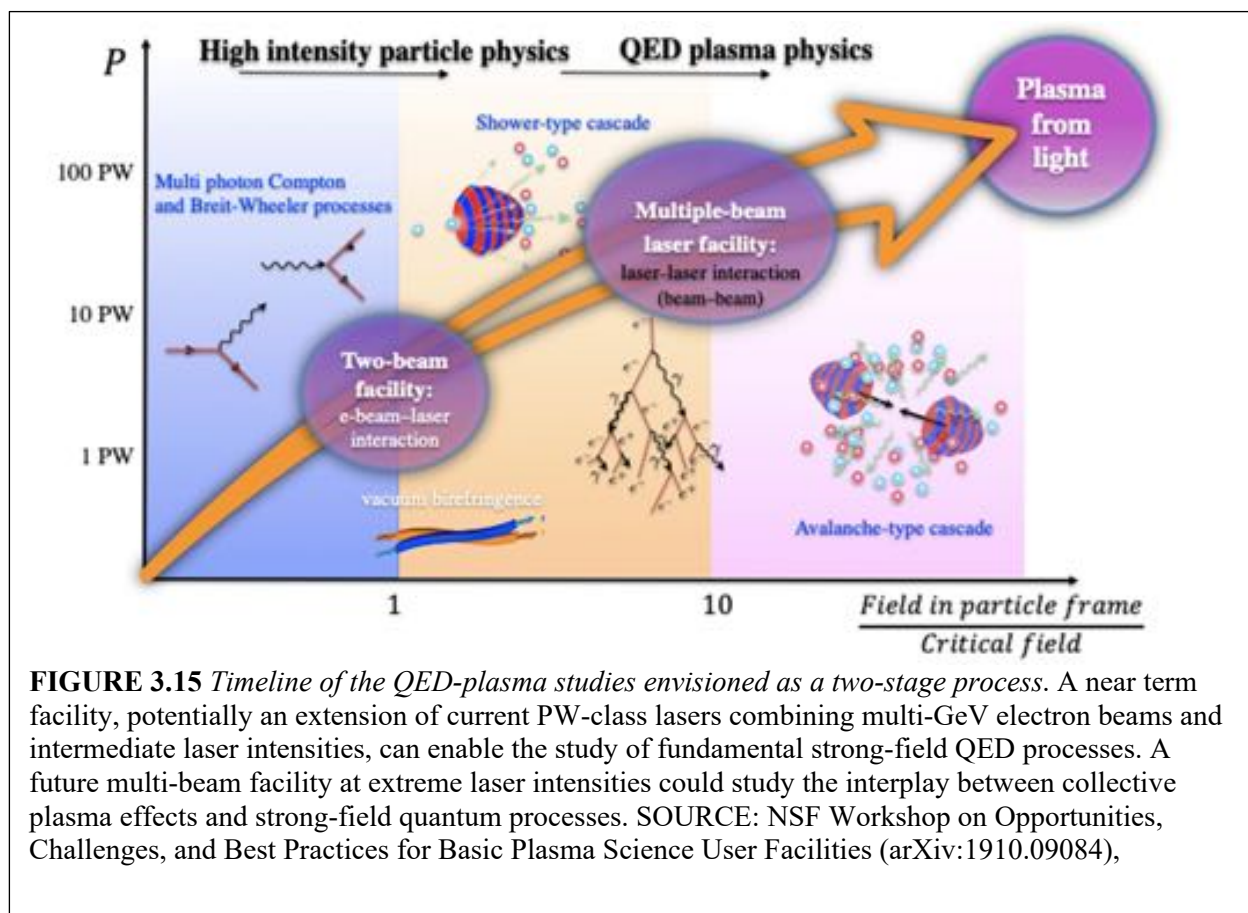 P
High intensity particle physics
QED plasma physics
Plasma
from
light
Shower-type cascade
100 PW
Multi photon Compton
and Breit-Wheeler processes
Multiple-beam
laser facility:
laser-laser interaction
(beam–beam)
10 PW
Two-beam
facility:
e-beam–laser
interaction
1 PW
vacuum birefringence
Avalanche-type cascade
1
10
Field in particle frame
Critical field
FIGURE 3.15 Timeline of the QED-plasma studies envisioned as a two-stage process. A near term
facility, potentially an extension of current PW-class lasers combining multi-GeV electron beams and
intermediate laser intensities, can enable the study of fundamental strong-field QED processes. A
future multi-beam facility at extreme laser intensities could study the interplay between collective
plasma effects and strong-field quantum processes. SOURCE: NSF Workshop on Opportunities,
Challenges, and Best Practices for Basic Plasma Science User Facilities (arXiv:1910.09084),